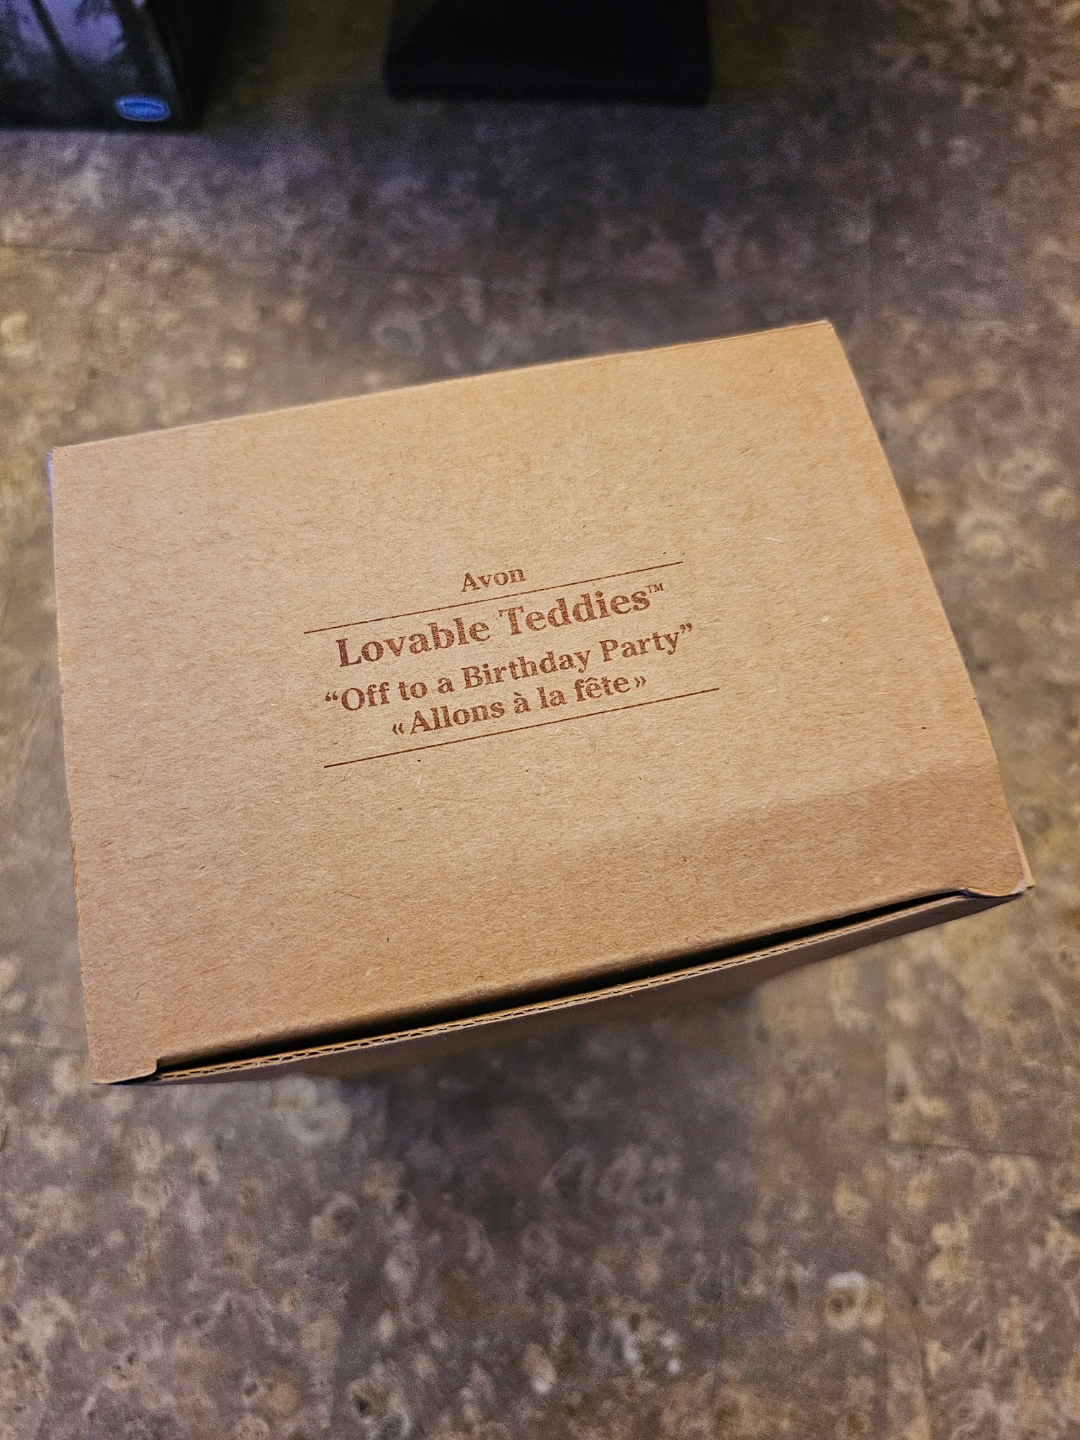 Avon
Lovable Teddies™
“Off to a Birthday Party”
«Allons à la fête»